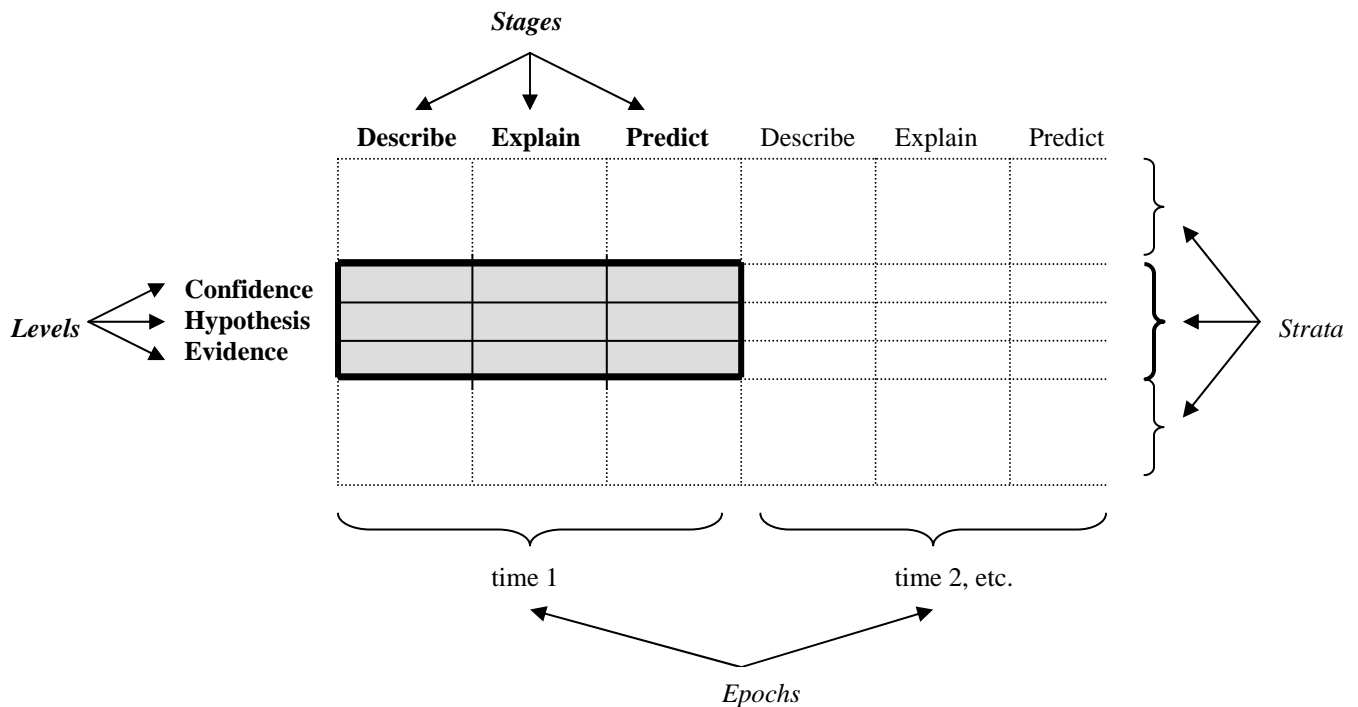 Stages
Describe Explain Predict Describe Explain Predict
Confidence
Levels Hypothesis Strata
Evidence
time 1 time 2, etc.
Epochs